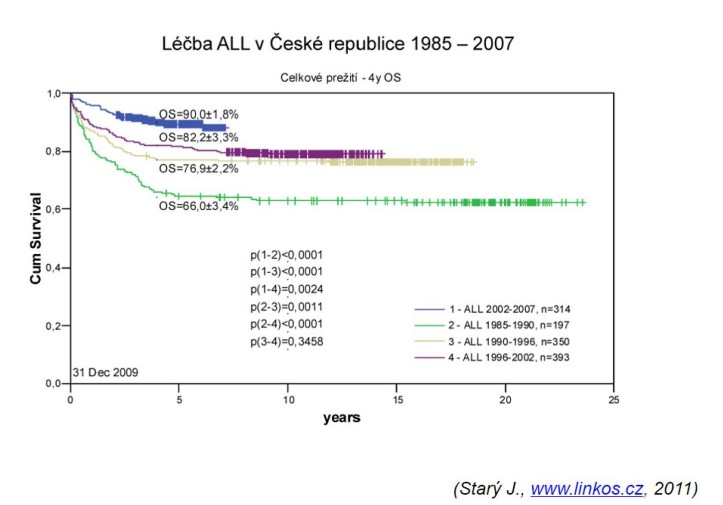 Léčba ALL v České republice 1985 – 2007
Celkové prežití - 4y OS
1,0
OS=90,0±1,8%
OS=82,2±3,3%
0,8
OS=76,9±2,2%
OS=66,0±3,4%
0,6
Cum Survival
p(1-2)<0,0001
p(1-3)<0,0001
0,4
p(1-4)=0,0024
p(2-3)=0,0011
1 - ALL 2002-2007, n=314
p(2-4)<0,0001
0,2
2 - ALL 1985-1990, n=197
p(3-4)=0,3458
3 - ALL 1990-1996, n=350
4 - ALL 1996-2002, n=393
31 Dec 2009
0,0
0 5 10 15 20 25
years
(Starý J., www.linkos.cz, 2011)